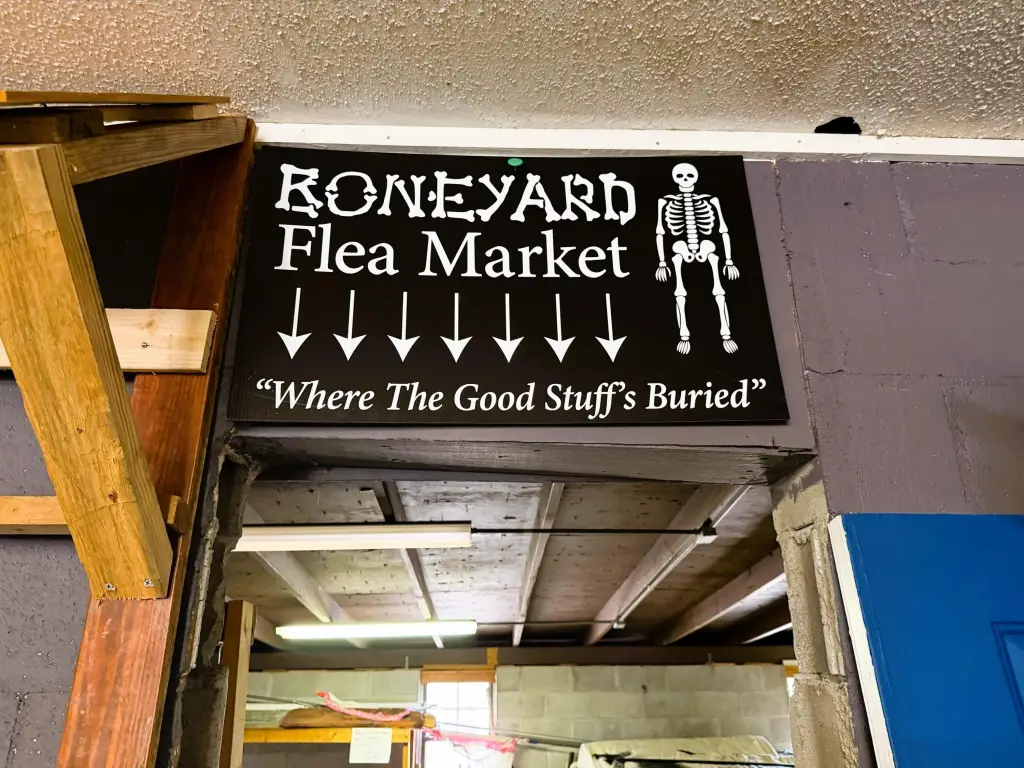 BONEYARD
Flea Market
“Where The Good Stuff’s Buried”